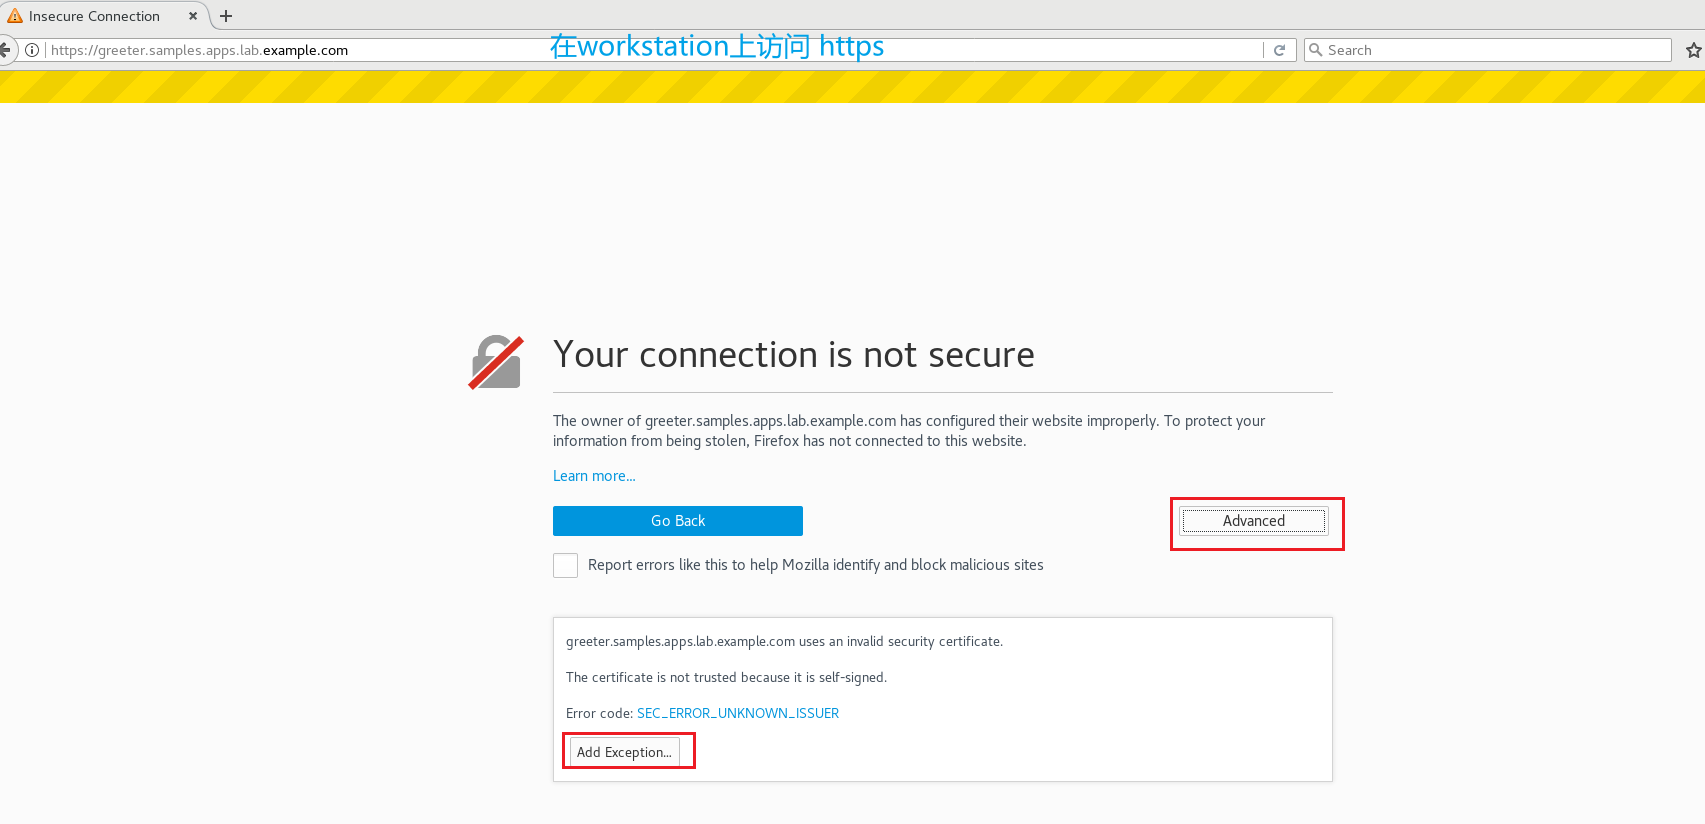 Insecure Connection
https://greeter.samples.apps.lab.example.com
在workstation上访问 https
Search
Your connection is not secure
The owner of greeter.samples.apps.lab.example.com has configured their website improperly. To protect your
information from being stolen, Firefox has not connected to this website.
Learn more...
Go Back
Advanced
Report errors like this to help Mozilla identify and block malicious sites
greeter.samples.apps.lab.example.com uses an invalid security certificate.
The certificate is not trusted because it is self-signed.
Error code: SEC_ERROR_UNKNOWN_ISSUER
Add Exception...